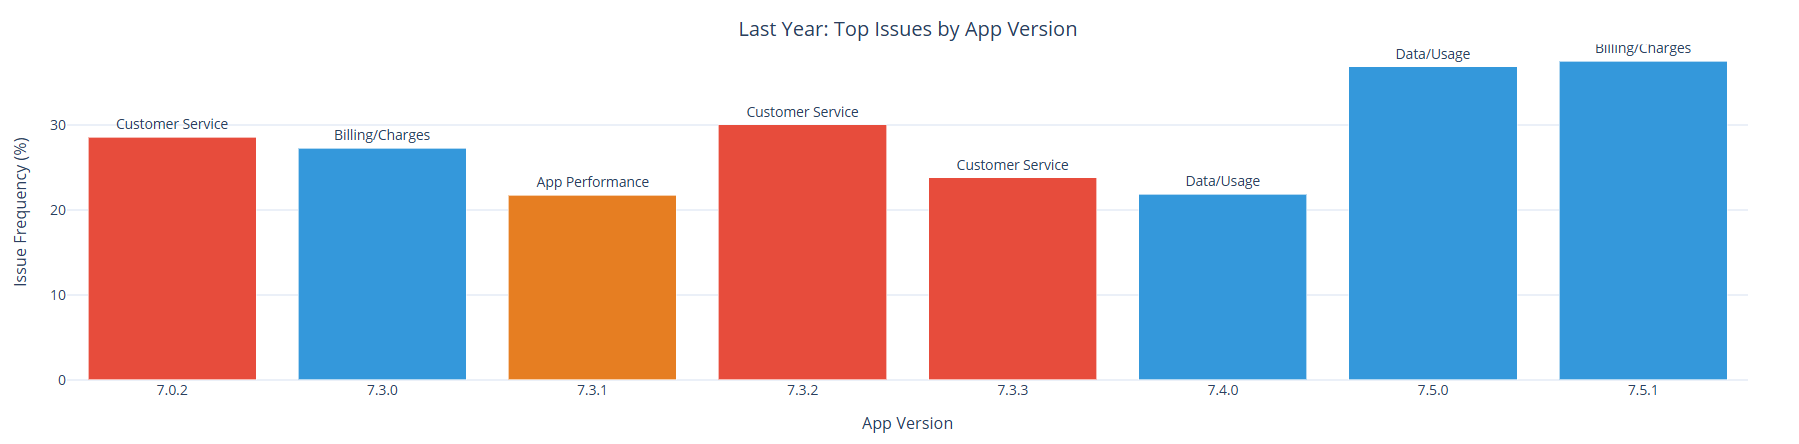 Last Year: Top Issues by App Version
Billing/Charges
Data/Usage
Customer Service
Customer Service
Billing/Charges
Customer Service
App Performance
Data/Usage
Issue Frequency (%)
30
20
10
0
7.0.2
7.3.0
7.3.1
7.3.2
7.3.3
7.4.0
7.5.0
7.5.1
App Version